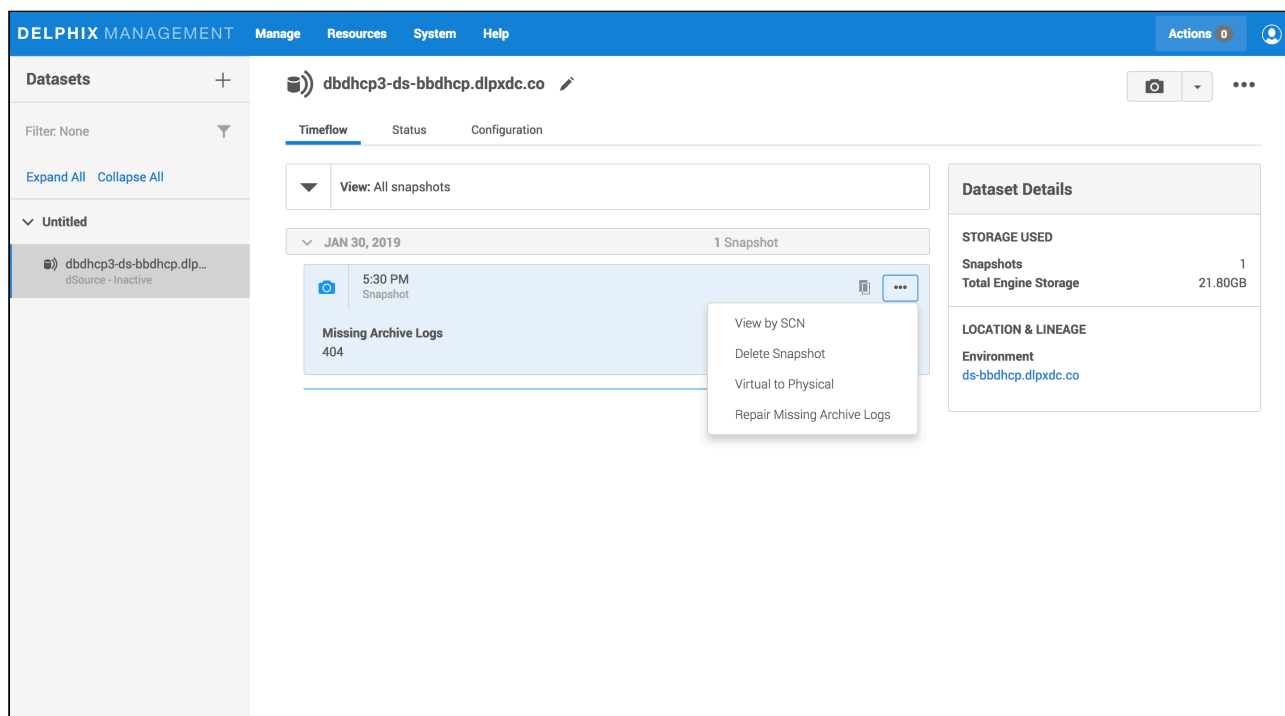 DELPHIX MANAGEMENT Manage Resources System Help Actions 0
Datasets
Filter: None
Expand All Collapse All
Untitled
dbdhcp3-ds-bbdhcp.dlp...
dSource - Inactive
dbdhcp3-ds-bbdhcp.dlpxdc.co
Timeflow Status Configuration
View: All snapshots
JAN 30, 2019 1 Snapshot
5:30 PM
Snapshot
Missing Archive Logs
404
View by SCN
Delete Snapshot
Virtual to Physical
Repair Missing Archive Logs
Dataset Details
STORAGE USED
Snapshots 1
Total Engine Storage 21.80GB
LOCATION & LINEAGE
Environment
ds-bbdhcp.dlpxdc.co